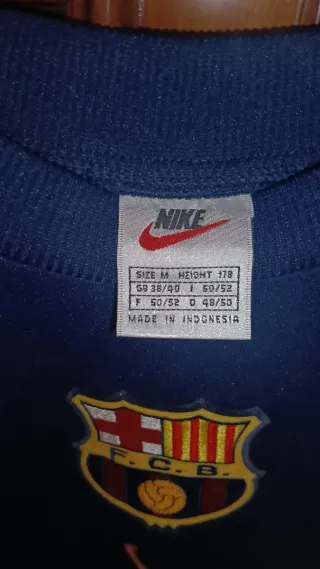 NIKE
SIZE M HEIGHT 178
GB 38/40 I 50/52
F 50/52 D 48/50
MADE IN INDONESIA
F.C.B.